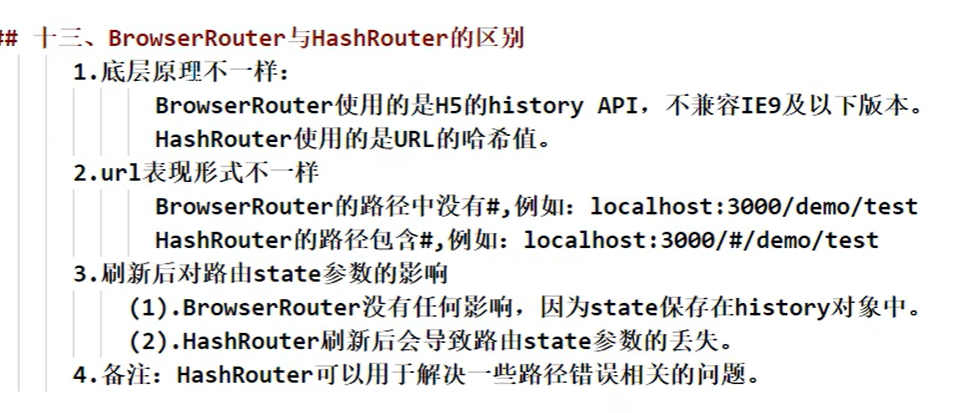 ## 十三、BrowserRouter与HashRouter的区别
1.底层原理不一样：
BrowserRouter使用的是H5的history API，不兼容IE9及以下版本。
HashRouter使用的是URL的哈希值。
2.url表现形式不一样
BrowserRouter的路径中没有#,例如：localhost:3000/demo/test
HashRouter的路径包含#,例如：localhost:3000/#/demo/test
3.刷新后对路由state参数的影响
(1).BrowserRouter没有任何影响，因为state保存在history对象中。
(2).HashRouter刷新后会导致路由state参数的丢失。
4.备注：HashRouter可以用于解决一些路径错误相关的问题。